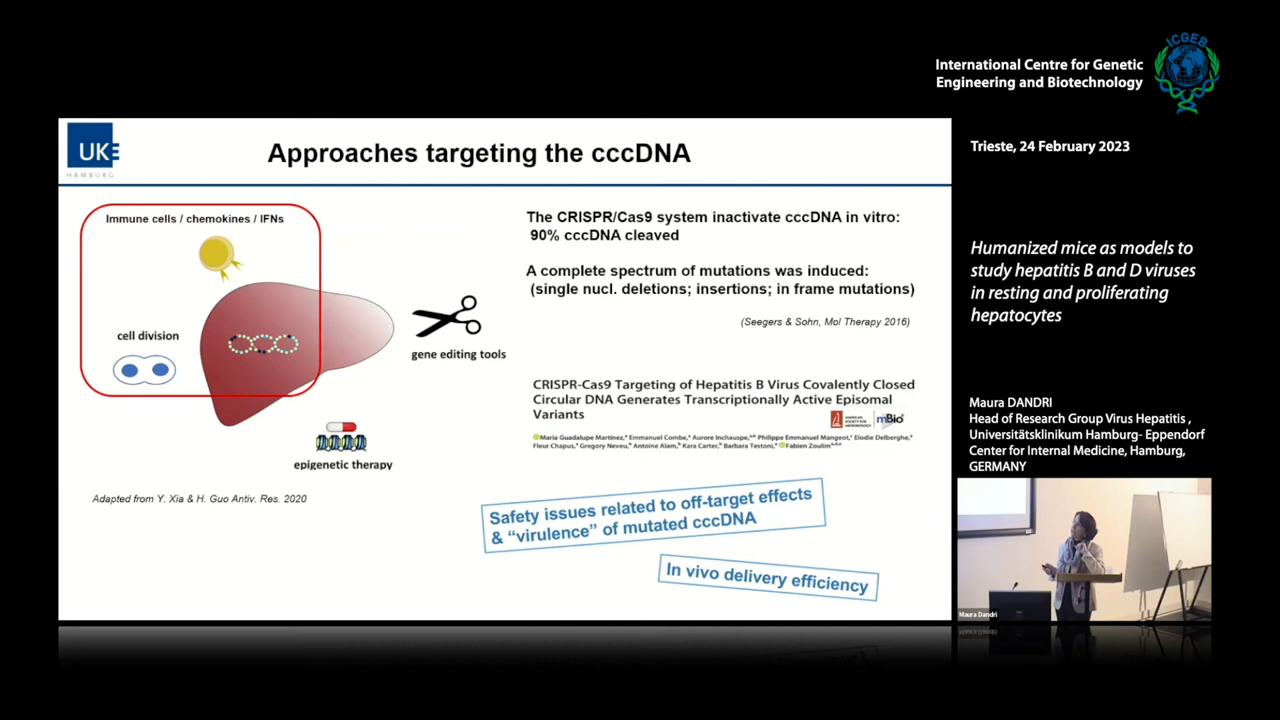 ICGEB
International Centre for Genetic
Engineering and Biotechnology
UKE
HAMBURG
Approaches targeting the cccDNA
Trieste, 24 February 2023
Immune cells / chemokines / IFNs
cell division
gene editing tools
epigenetic therapy
Adapted from Y. Xia & H. Guo Antiv. Res. 2020
The CRISPR/Cas9 system inactivate cccDNA in vitro:
90% cccDNA cleaved
A complete spectrum of mutations was induced:
(single nucl. deletions; insertions; in frame mutations)
(Seegers & Sohn, Mol Therapy 2016)
CRISPR-Cas9 Targeting of Hepatitis B Virus Covalently Closed
Circular DNA Generates Transcriptionally Active Episomal
Variants
AMERICAN SOCIETY FOR MICROBIOLOGY
mBio
Maria Guadalupe Martinez, Emmanuel Combe, Aurore Inchauspe, Philippe Emmanuel Mangeot, Elodie Delberghe,
Fleur Chapus, Gregory Neveu, Antoine Alam, Kara Carter, Barbara Testoni, Fabien Zoulim
Safety issues related to off-target effects
& “virulence” of mutated cccDNA
In vivo delivery efficiency
Humanized mice as models to
study hepatitis B and D viruses
in resting and proliferating
hepatocytes
Maura DANDRI
Head of Research Group Virus Hepatitis ,
Universitätsklinikum Hamburg- Eppendorf
Center for Internal Medicine, Hamburg,
GERMANY
Maura Dandri